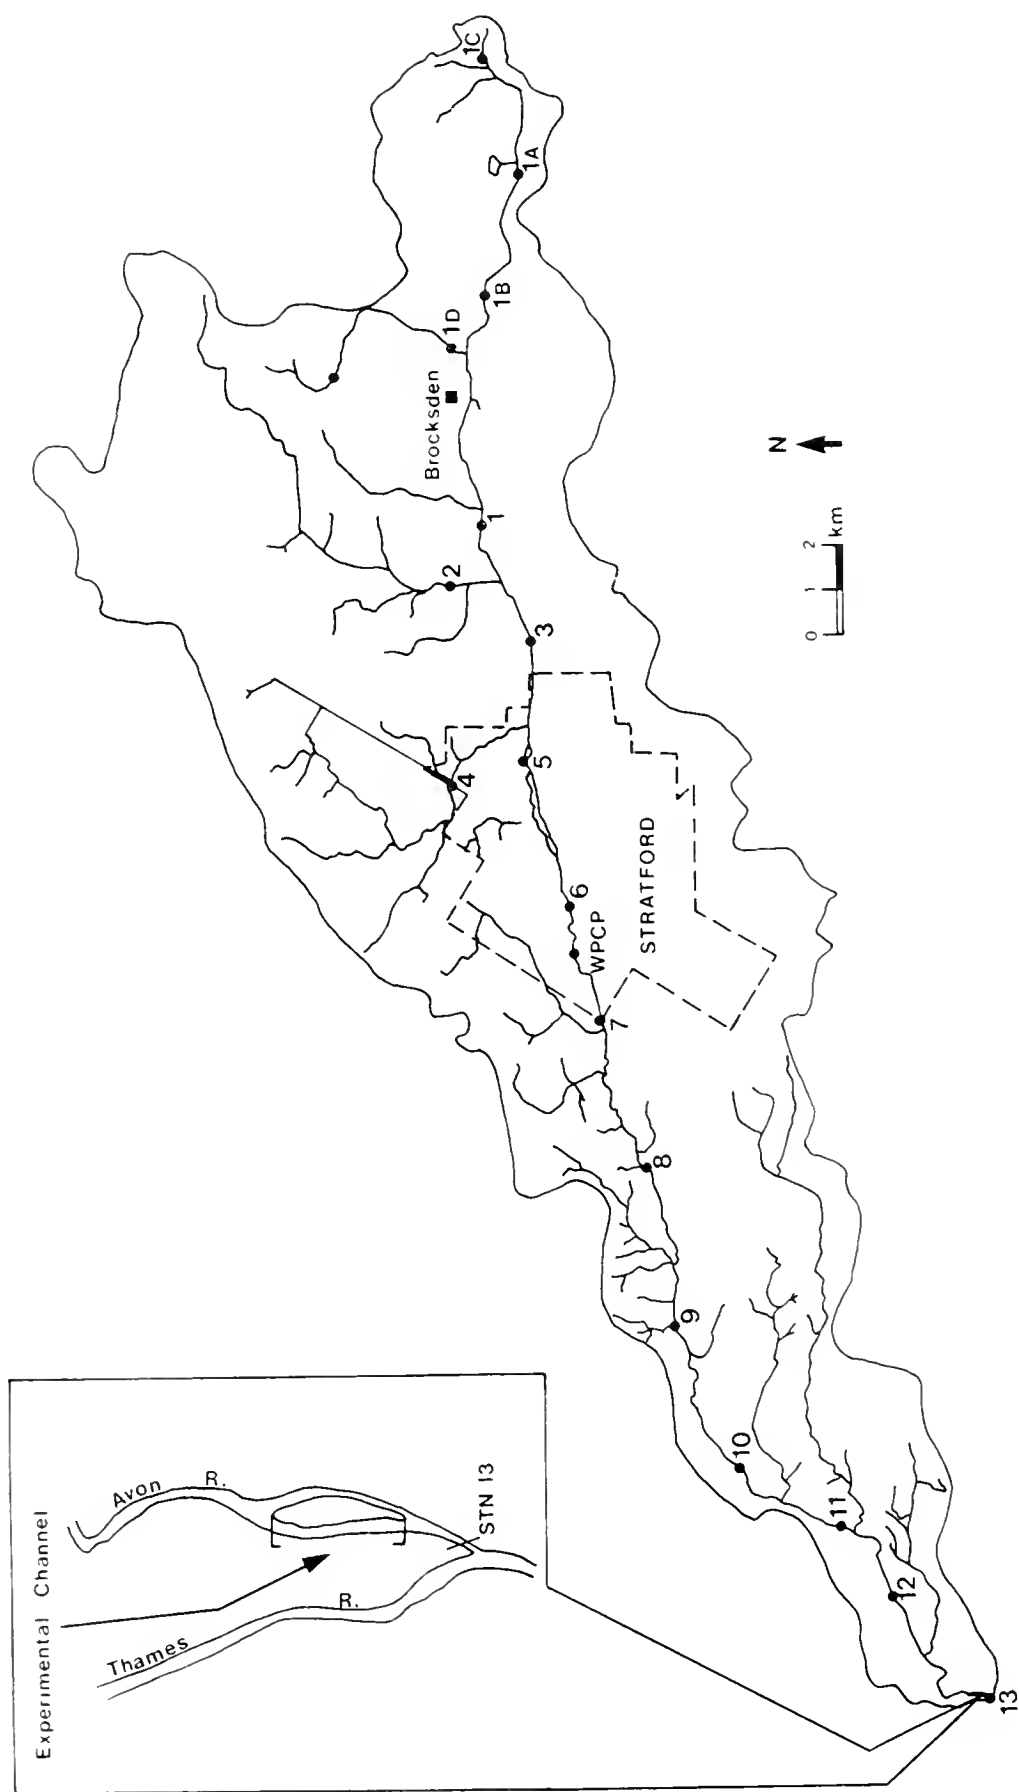 Experimental Channel
Avon R.
Thames R.
STN 13
1C
1A
1B
1D
Brocksden
1
2
3
4
5
6
WPCP
7
STRATFORD
8
9
10
11
12
13
N
0 1 2
km